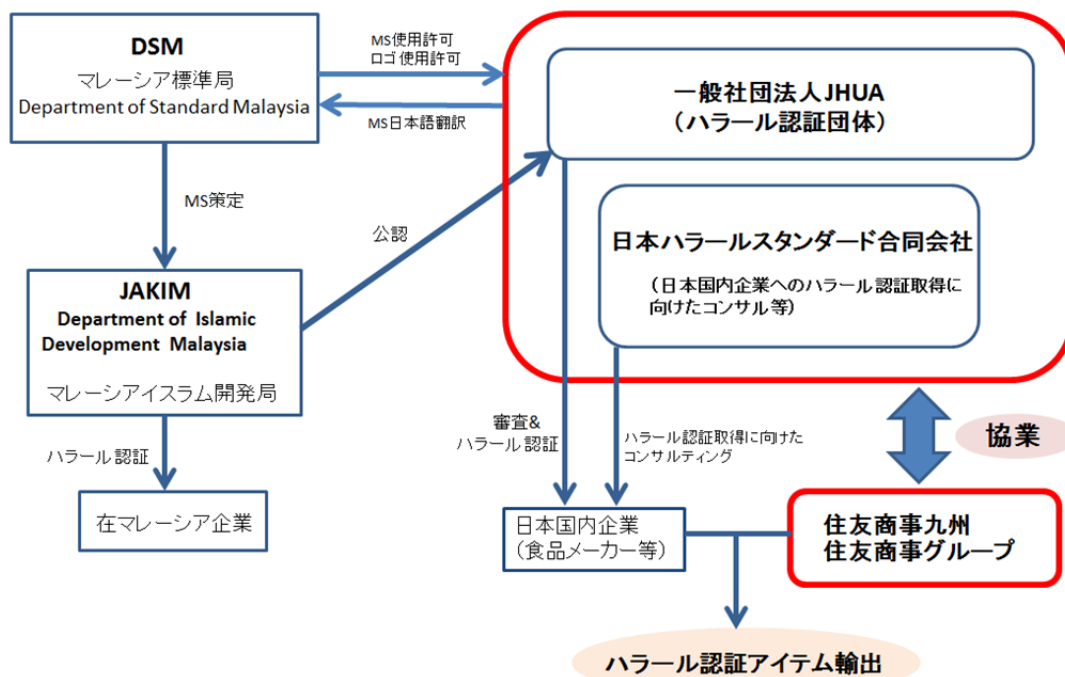 DSM
マレーシア標準局
Department of Standard Malaysia
MS使用許可
ロゴ使用許可
MS日本語翻訳
一般社団法人JHUA
（ハラール認証団体）
MS策定
公認
日本ハラールスタンダード合同会社
（日本国内企業へのハラール認証取得に
向けたコンサル等）
JAKIM
Department of Islamic
Development Malaysia
マレーシアイスラム開発局
ハラール認証
在マレーシア企業
審査&
ハラール認証
ハラール認証取得に向けた
コンサルティング
協業
日本国内企業
（食品メーカー等）
住友商事九州
住友商事グループ
ハラール認証アイテム輸出